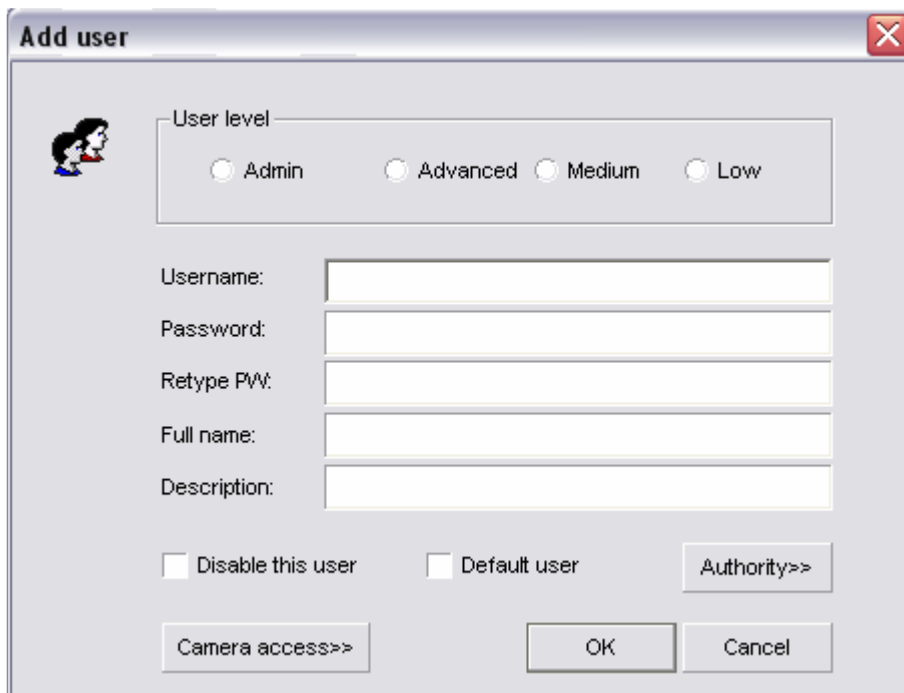 Add user
User level
Admin Advanced Medium Low
Username:
Password:
Retype PW:
Full name:
Description:
Disable this user Default user Authority>>
Camera access>> OK Cancel